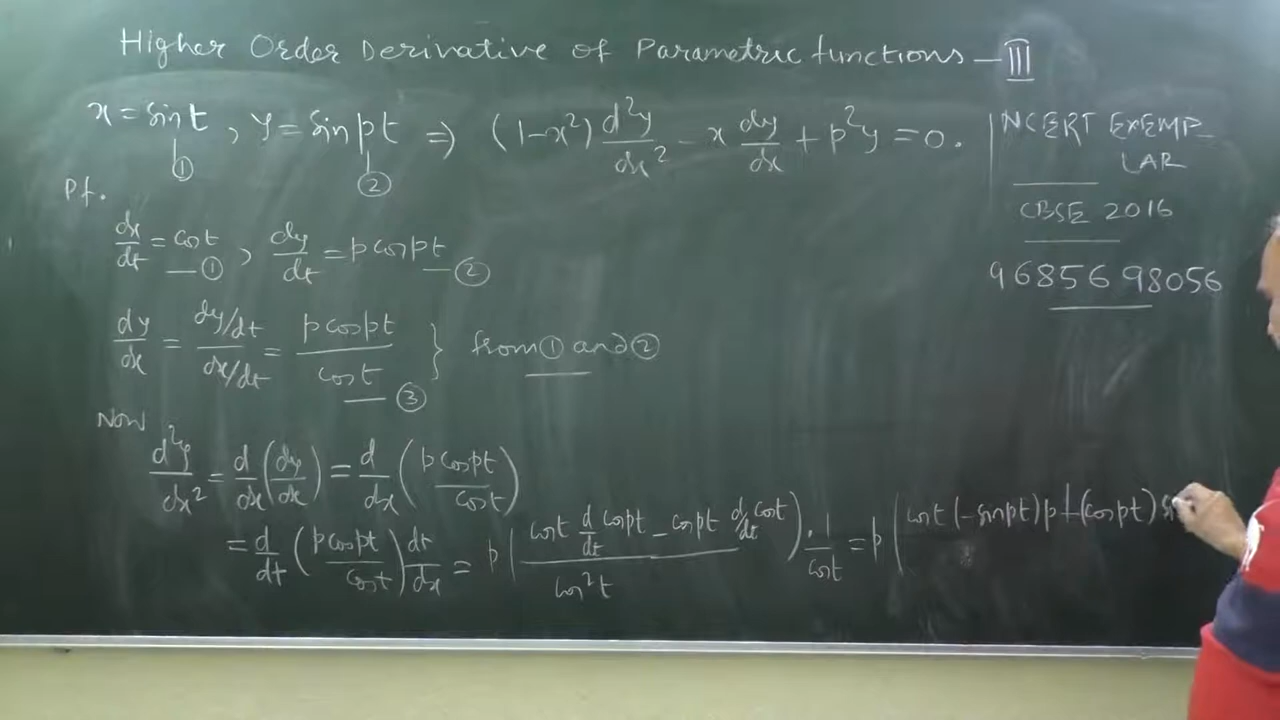 Higher Order Derivative of Parametric functions – III
x = sin t , y = sin pt ⇒ (1-x²) d²y/dx² - x dy/dx + p²y = 0.
① ②
NCERT EXEMP-
LAR
CBSE 2016
9685698056
Pf.
dx/dt = cos t — ① , dy/dt = p cos pt — ②
dy/dx = (dy/dt)/(dx/dt) = (p cos pt)/(cos t) } from ① and ②
— ③
Now
d²y/dx² = d/dx (dy/dx) = d/dx (p cos pt / cos t)
= d/dt (p cos pt / cos t) dt/dx = p ( (cos t d/dt cos pt - cos pt d/dt cos t) / cos² t ) · 1/cos t = p ( cos t (-sin pt) p + (cos pt)